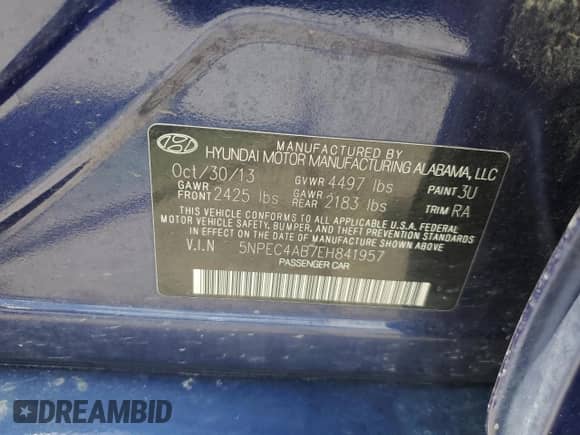 MANUFACTURED BY
HYUNDAI MOTOR MANUFACTURING ALABAMA, LLC
Oct/30/13 GVWR 4497 lbs PAINT 3U
GAWR FRONT 2425 lbs GAWR REAR 2183 lbs TRIM RA
THIS VEHICLE CONFORMS TO ALL APPLICABLE U.S.A. FEDERAL
MOTOR VEHICLE SAFETY, BUMPER, AND THEFT PREVENTION STANDARDS
IN EFFECT ON THE DATE OF MANUFACTURE SHOWN ABOVE.
V.I.N 5NPEC4AB7EH841957
PASSENGER CAR
DREAMBID